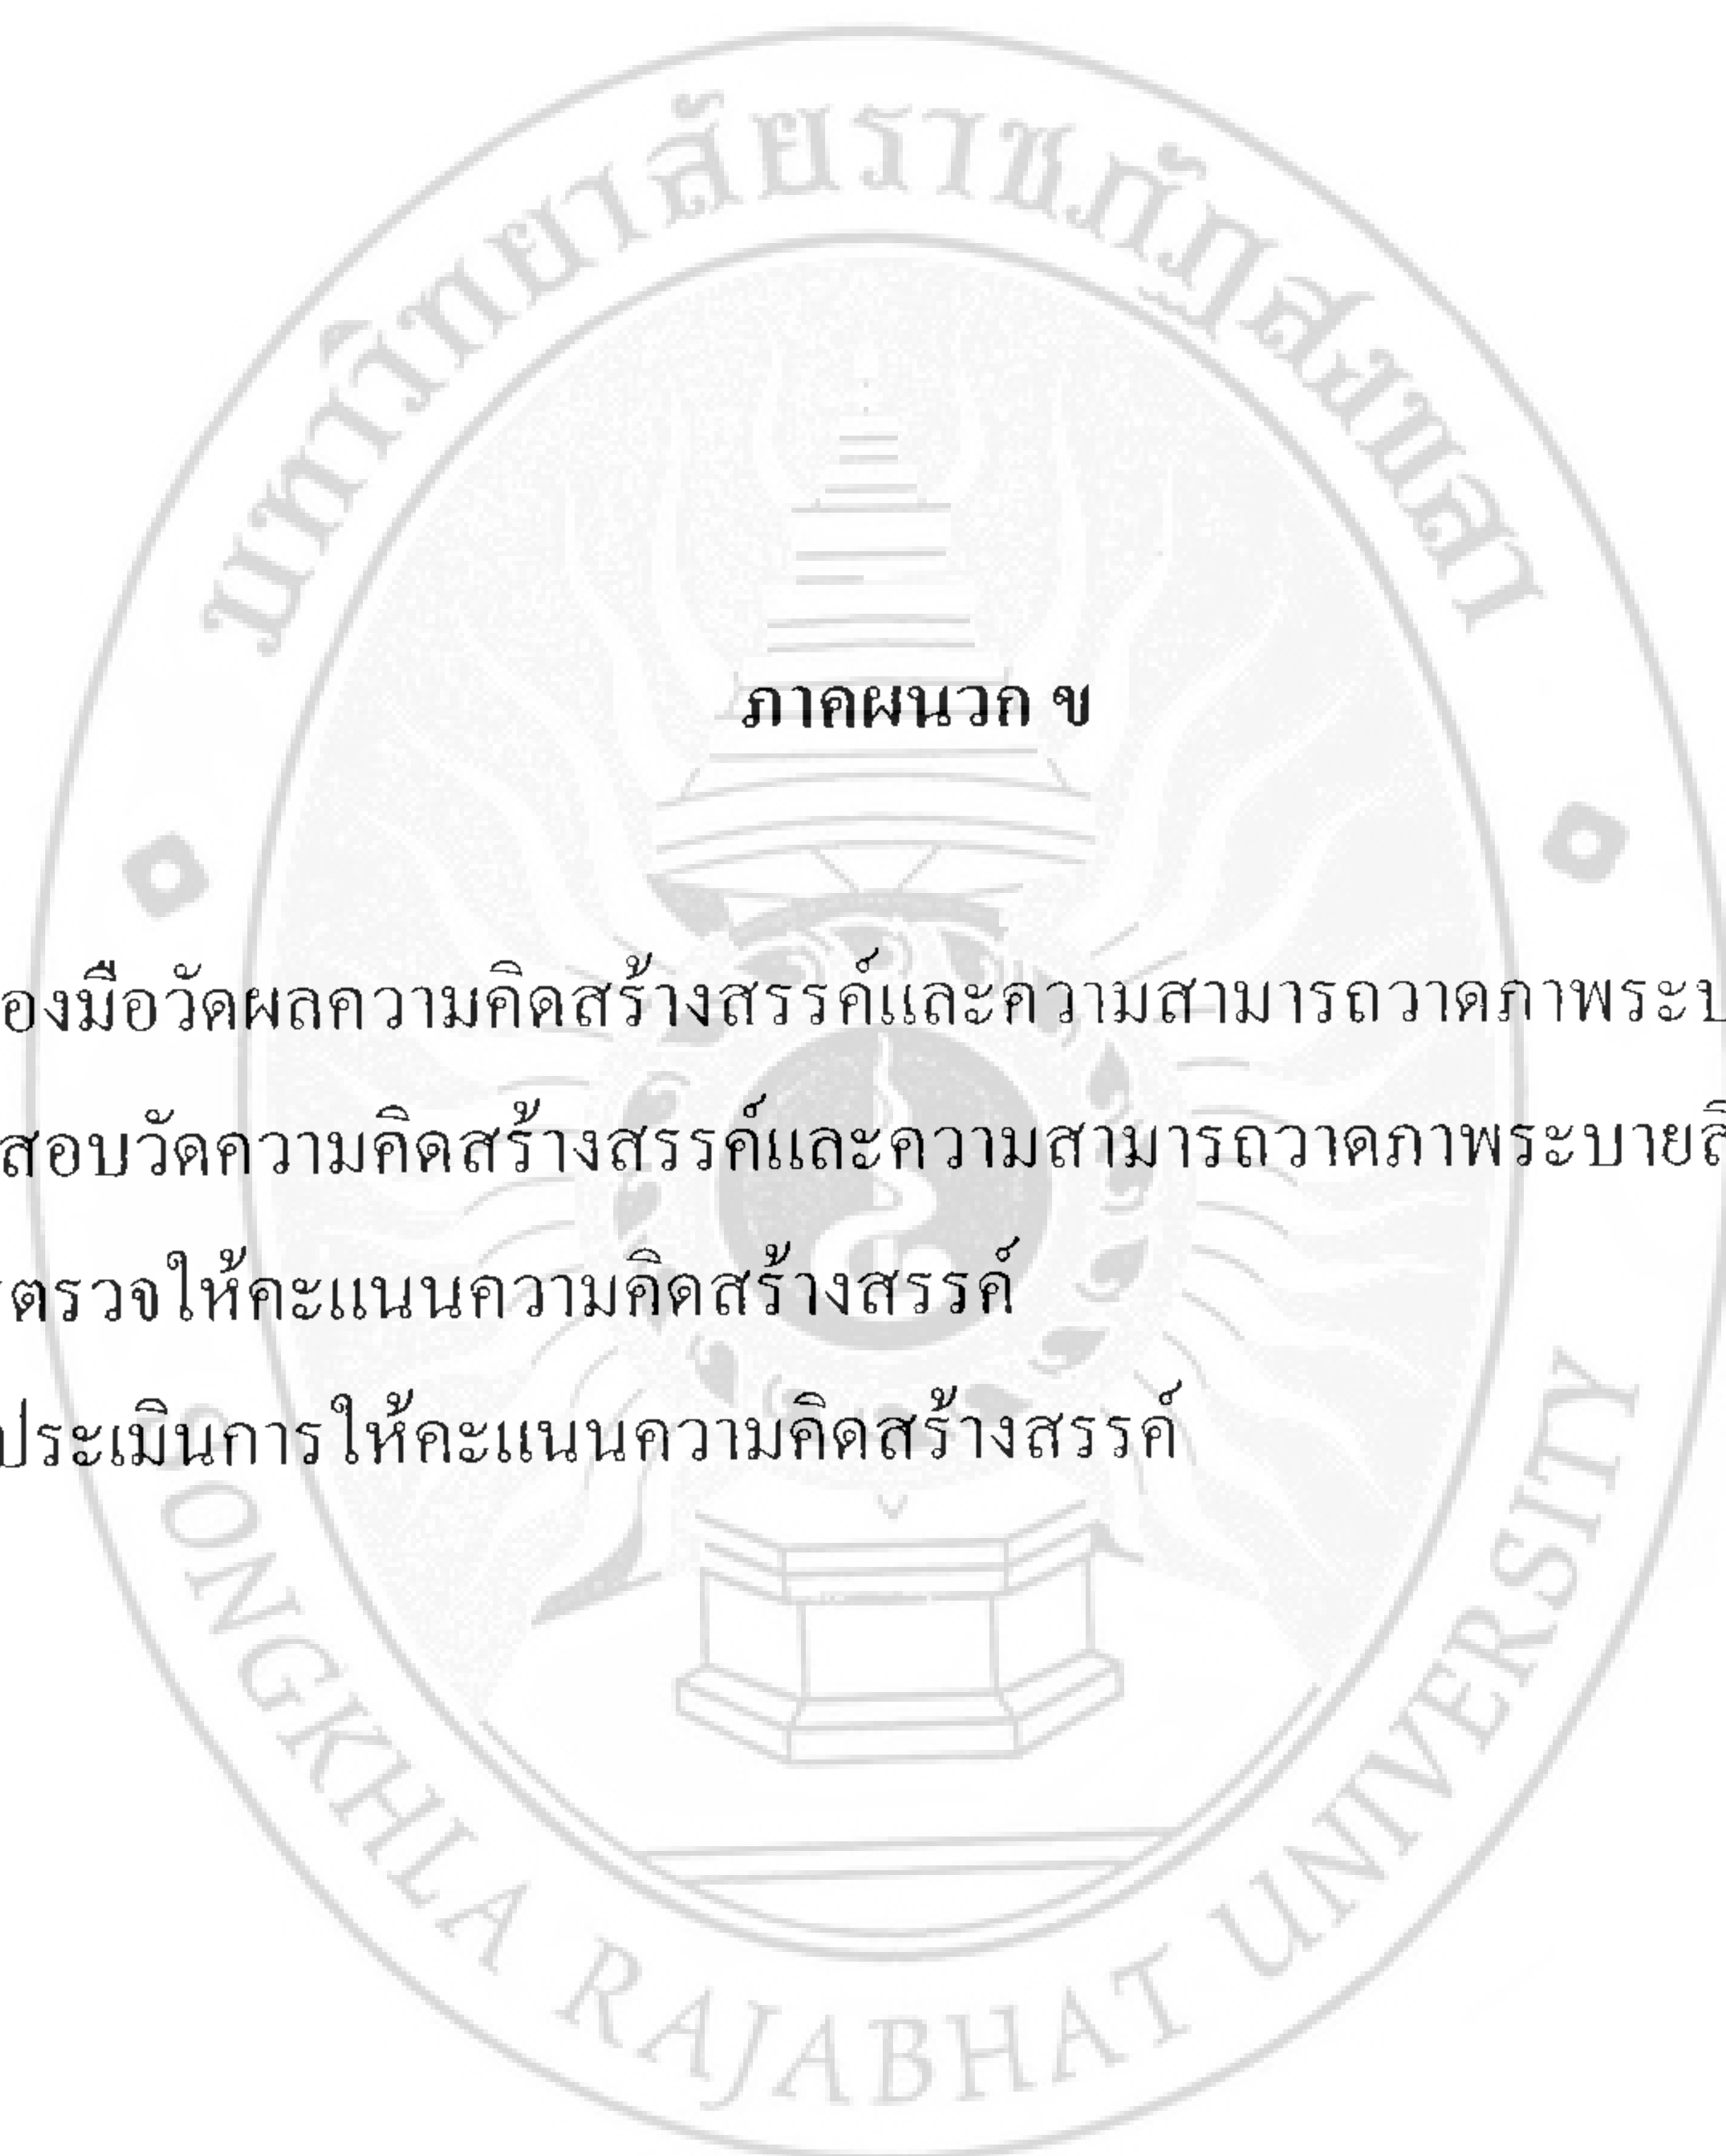 มหาวิทยาลัยราชภัฏสงขลา
ภาคผนวก ข
องมือวัดผลความคิดสร้างสรรค์และความสามารถวาดภาพระบ
สอบวัดความคิดสร้างสรรค์และความสามารถวาดภาพระบายสี
รตรวจให้คะแนนความคิดสร้างสรรค์
ประเมินการให้คะแนนความคิดสร้างสรรค์
SONGKHLA RAJABHAT UNIVERSITY